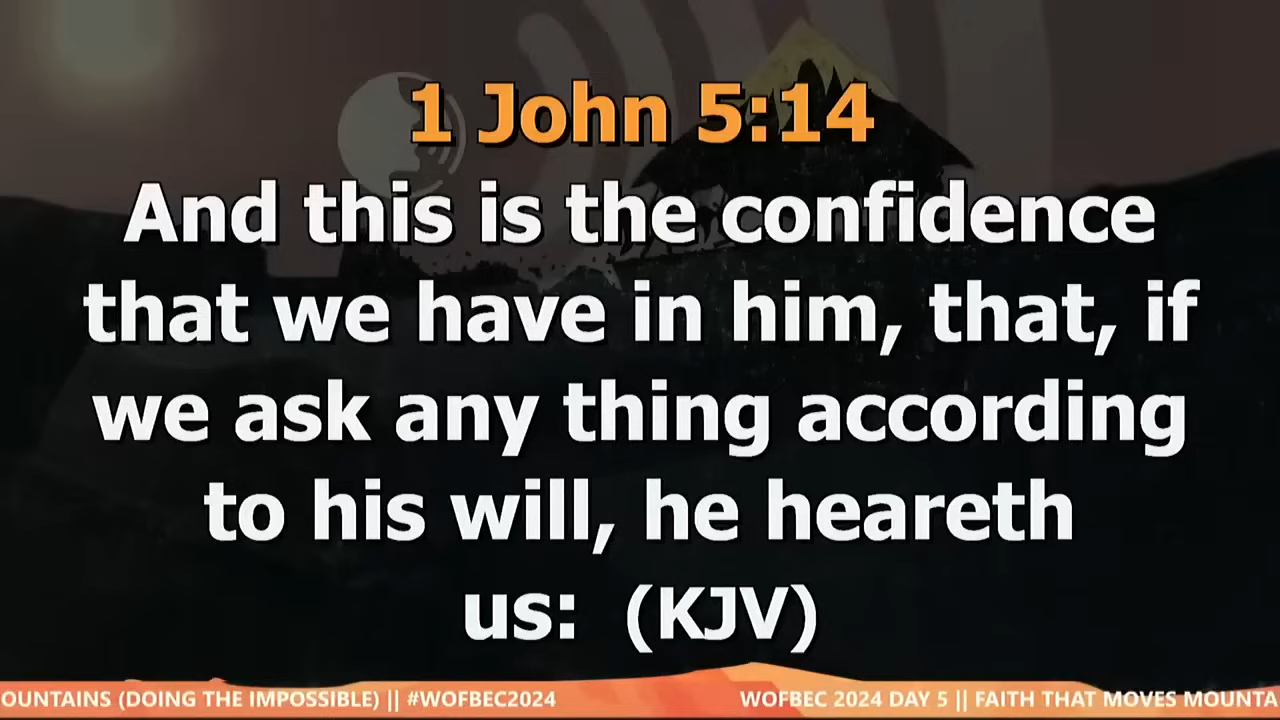 1 John 5:14
And this is the confidence
that we have in him, that, if
we ask any thing according
to his will, he heareth
us: (KJV)
OUNTAINS (DOING THE IMPOSSIBLE) || #WOFBEC2024 WOFBEC 2024 DAY 5 || FAITH THAT MOVES MOUNTA